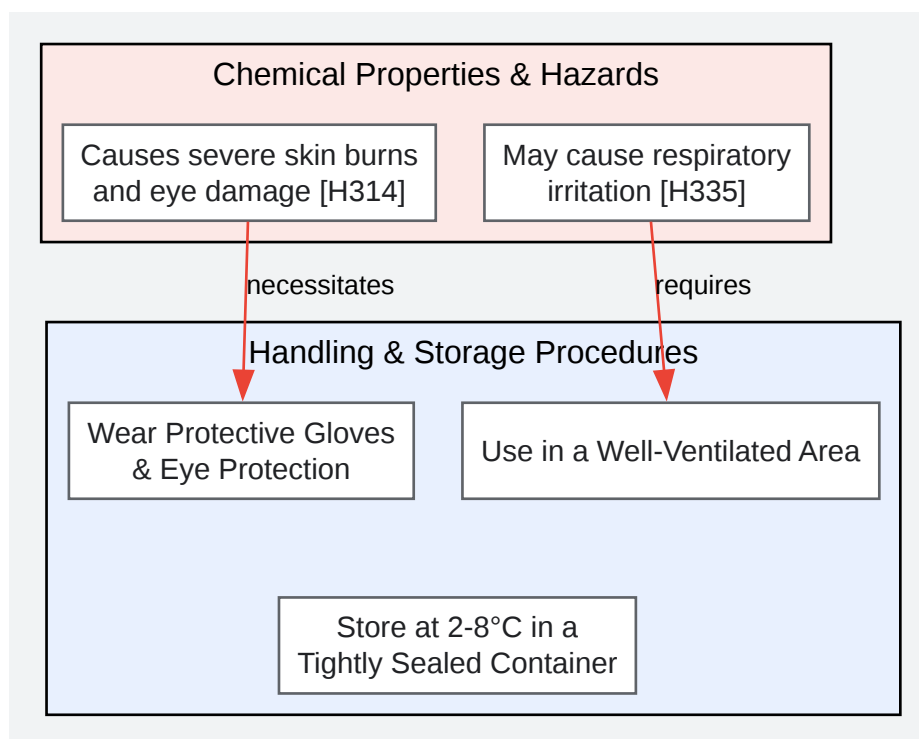 Chemical Properties & Hazards
Causes severe skin burns
and eye damage [H314]
May cause respiratory
irritation [H335]
necessitates
requires
Handling & Storage Procedures
Wear Protective Gloves
& Eye Protection
Use in a Well-Ventilated Area
Store at 2-8°C in a
Tightly Sealed Container